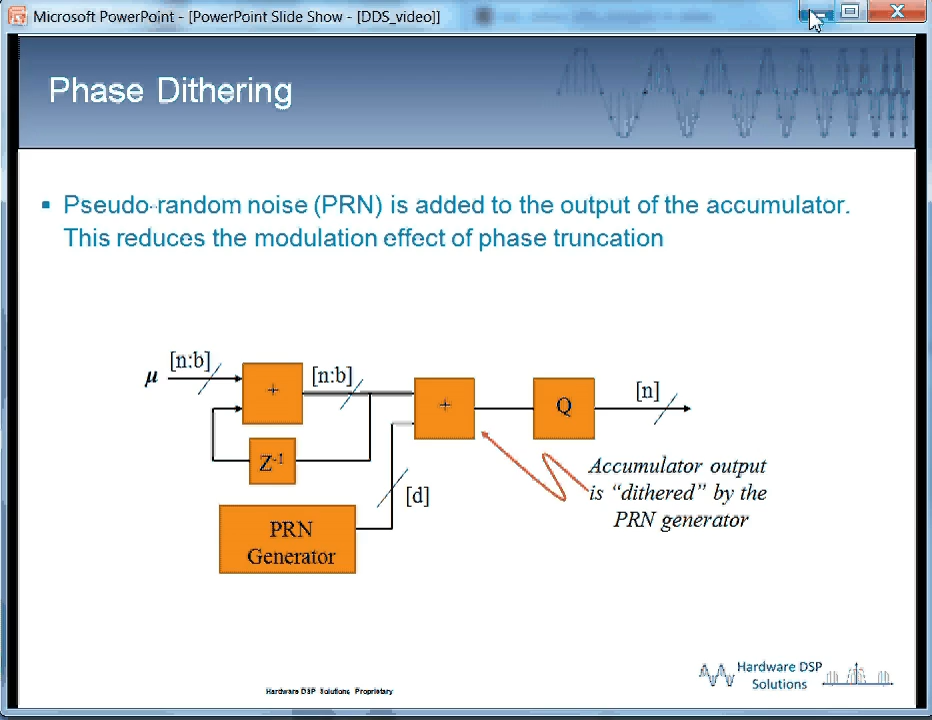 Microsoft PowerPoint - [PowerPoint Slide Show - [DDS_video]]
Phase Dithering
▪ Pseudo-random noise (PRN) is added to the output of the accumulator.
This reduces the modulation effect of phase truncation
μ
[n:b]
+
[n:b]
+
Q
[n]
Z-1
[d]
PRN
Generator
Accumulator output
is “dithered” by the
PRN generator
Hardware DSP
Solutions
Hardware DSP Solutions Proprietary